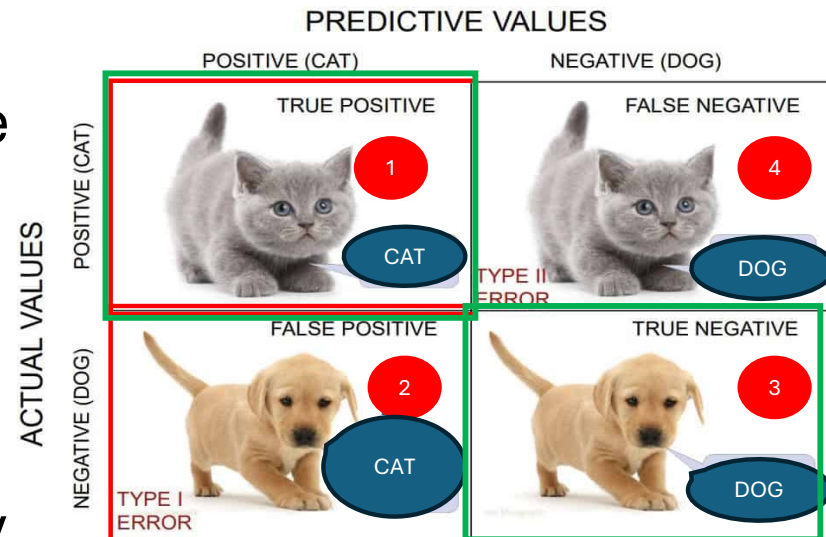 PREDICTIVE VALUES
POSITIVE (CAT)
NEGATIVE (DOG)
e
ACTUAL VALUES
POSITIVE (CAT)
TRUE POSITIVE
1
CAT
FALSE NEGATIVE
4
DOG
TYPE II
ERROR
NEGATIVE (DOG)
FALSE POSITIVE
2
CAT
TYPE I
ERROR
TRUE NEGATIVE
3
DOG
y